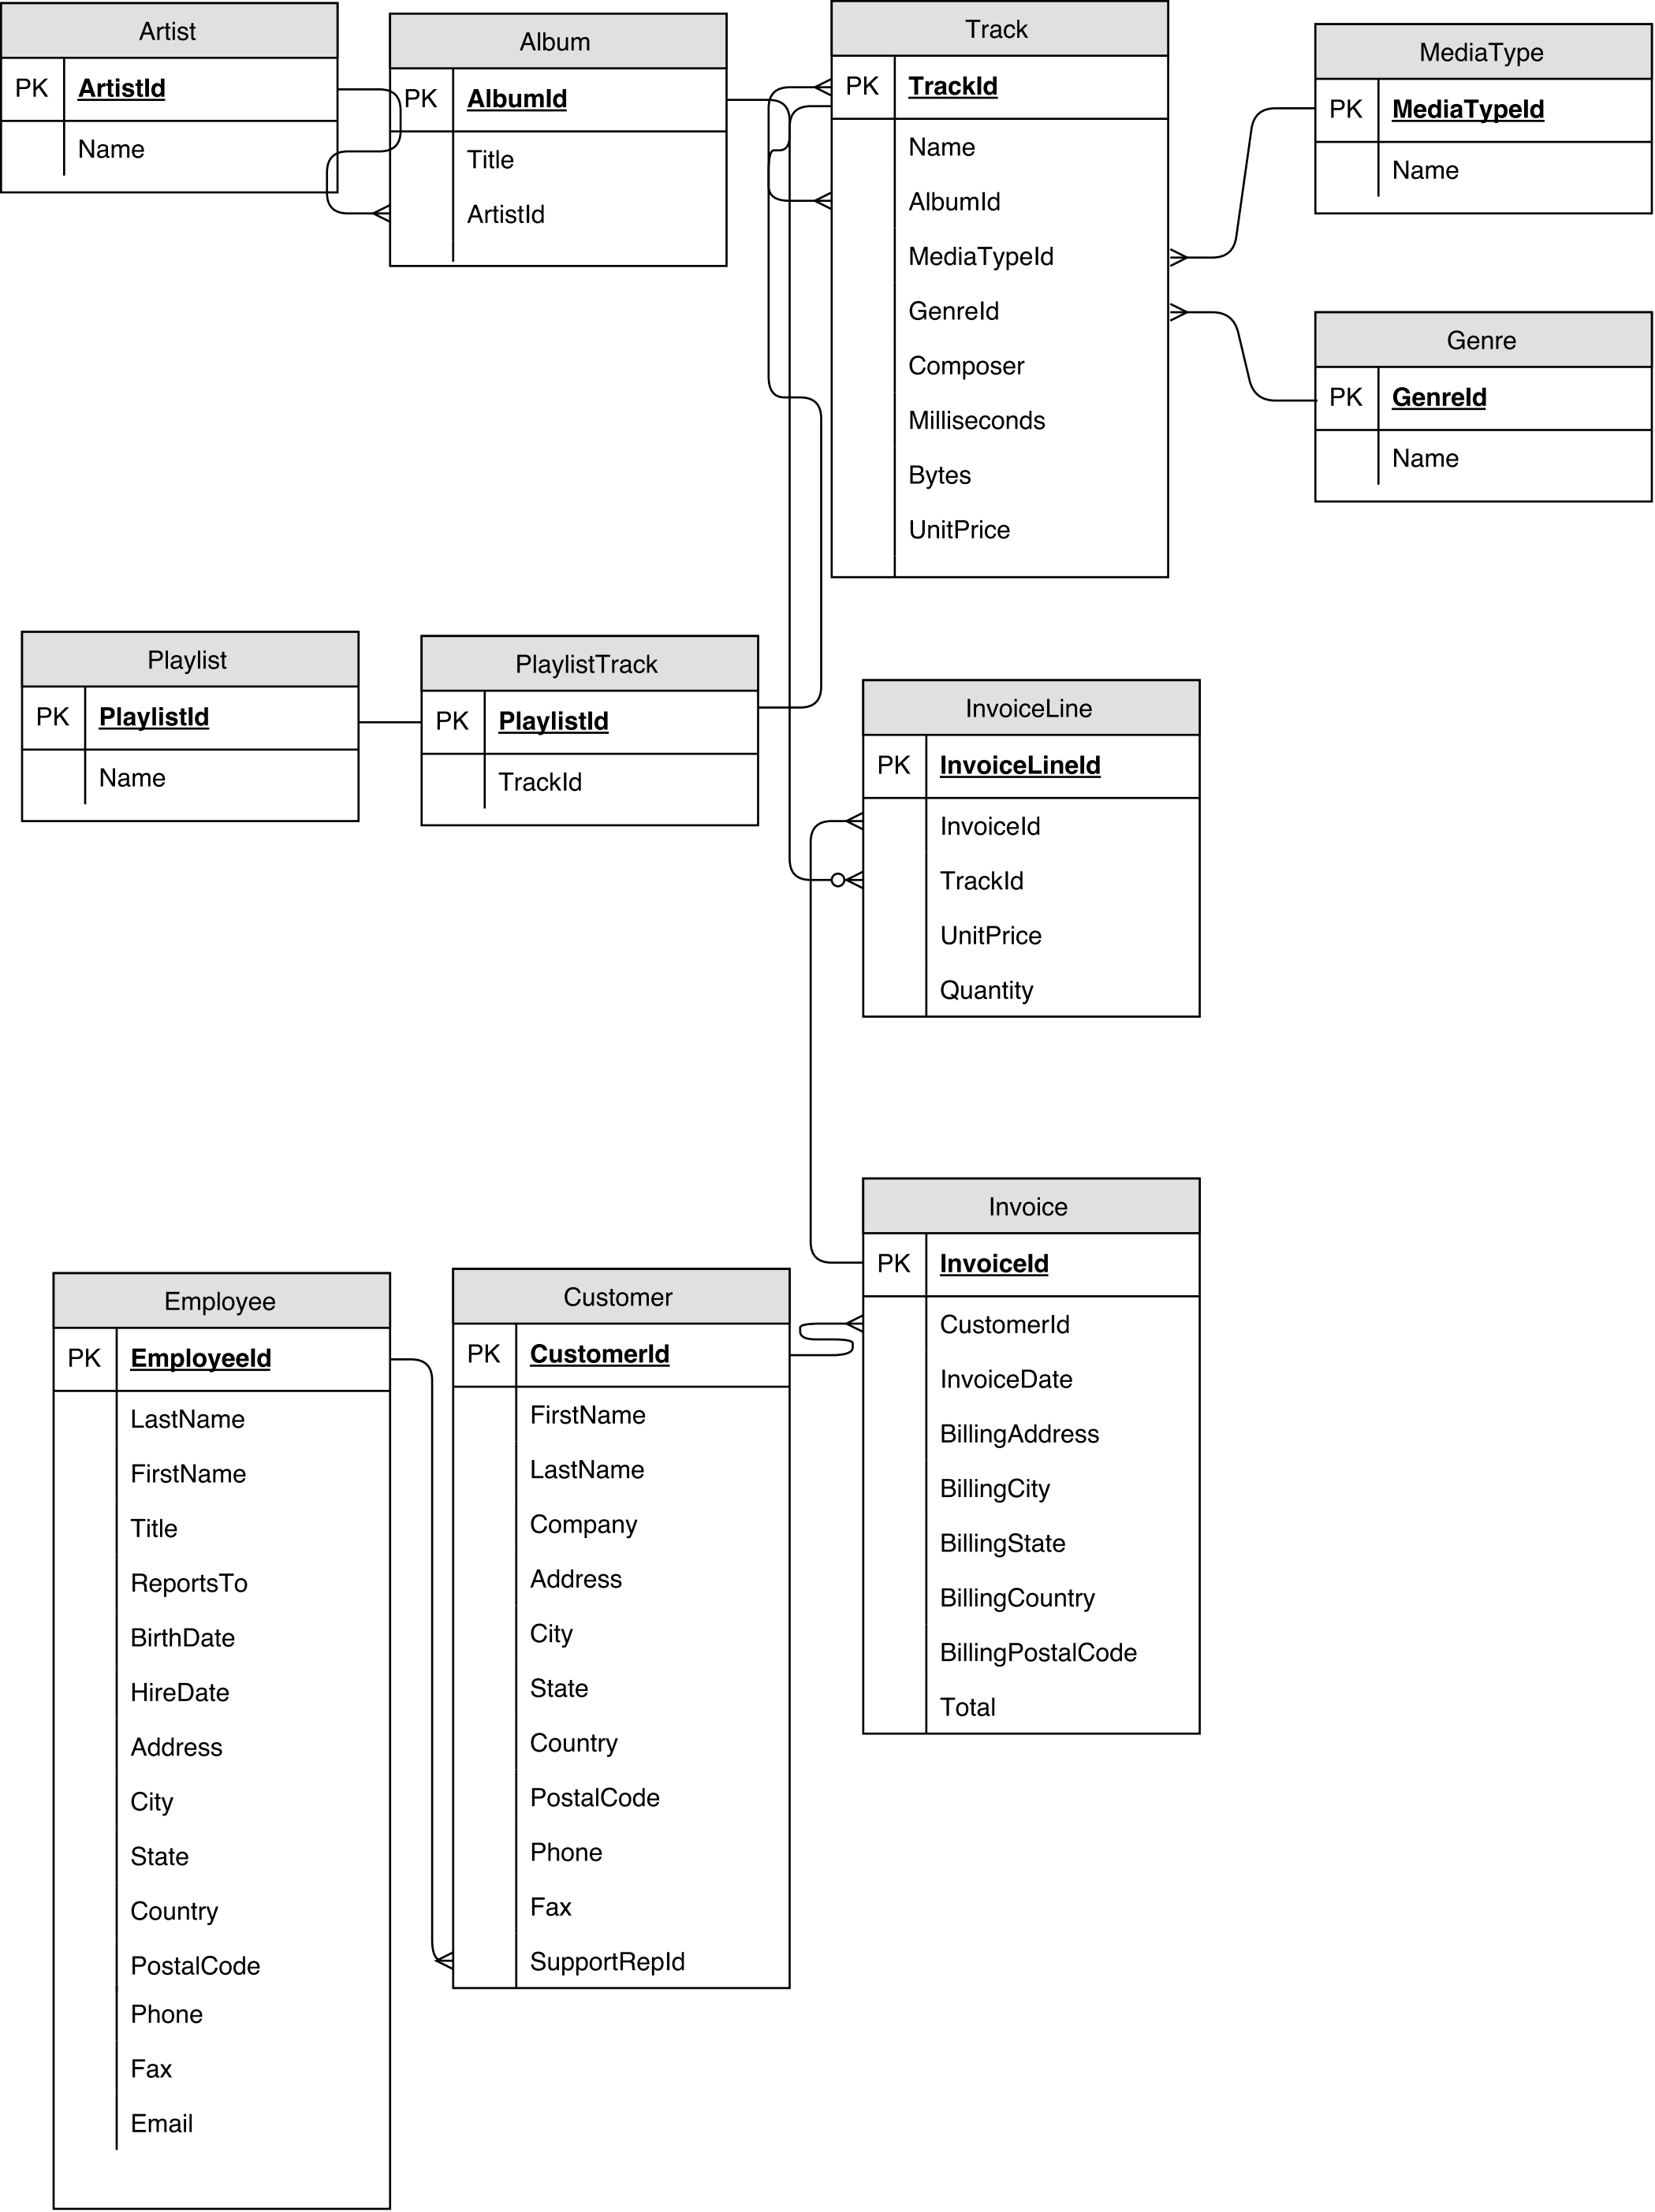 Artist
PK ArtistId
Name
Album
PK AlbumId
Title
ArtistId
Track
PK TrackId
Name
AlbumId
MediaTypeId
GenreId
Composer
Milliseconds
Bytes
UnitPrice
MediaType
PK MediaTypeId
Name
Genre
PK GenreId
Name
Playlist
PK PlaylistId
Name
PlaylistTrack
PK PlaylistId
TrackId
InvoiceLine
PK InvoiceLineId
InvoiceId
TrackId
UnitPrice
Quantity
Employee
PK EmployeeId
LastName
FirstName
Title
ReportsTo
BirthDate
HireDate
Address
City
State
Country
PostalCode
Phone
Fax
Email
Customer
PK CustomerId
FirstName
LastName
Company
Address
City
State
Country
PostalCode
Phone
Fax
SupportRepId
Invoice
PK InvoiceId
CustomerId
InvoiceDate
BillingAddress
BillingCity
BillingState
BillingCountry
BillingPostalCode
Total